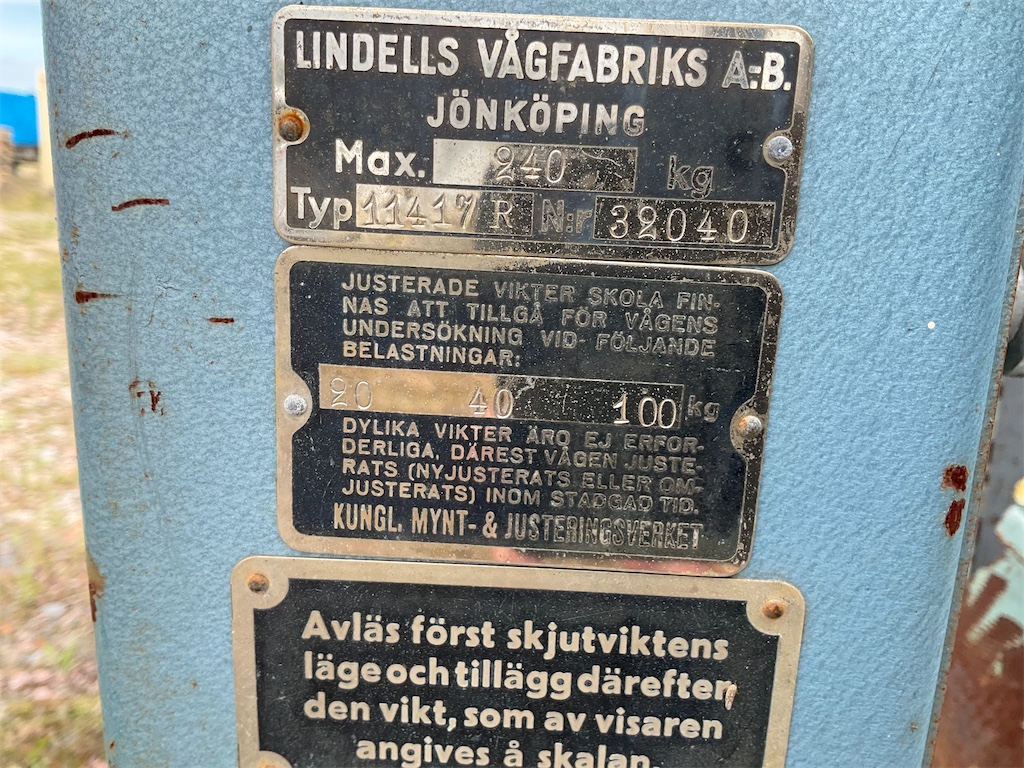 LINDELLS VÅGFABRIKS A.-B.
JÖNKÖPING
Max. 240 kg
Typ 11417 R N:r 32040
JUSTERADE VIKTER SKOLA FIN-
NAS ATT TILLGÅ FÖR VÅGENS
UNDERSÖKNING VID FÖLJANDE
BELASTNINGAR:
20 40 100 kg
DYLIKA VIKTER ÄRO EJ ERFOR-
DERLIGA, DÄREST VÅGEN JUSTE-
RATS (NYJUSTERATS ELLER OM-
JUSTERATS) INOM STADGAD TID.
KUNGL. MYNT- & JUSTERINGSVERKET
Avläs först skjutviktens
läge och tillägg därefter
den vikt, som av visaren
angives å skalan.